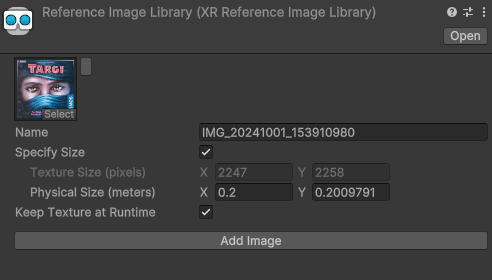 Reference Image Library (XR Reference Image Library)
Open
TARGI
Select
Name IMG_20241001_153910980
Specify Size
Texture Size (pixels) X 2247 Y 2258
Physical Size (meters) X 0.2 Y 0.2009791
Keep Texture at Runtime
Add Image